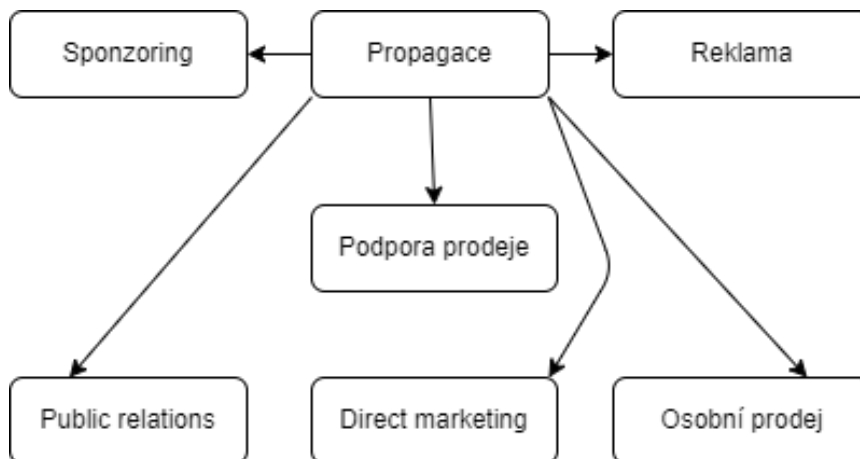 Sponzoring
Propagace
Reklama
Podpora prodeje
Public relations
Direct marketing
Osobní prodej